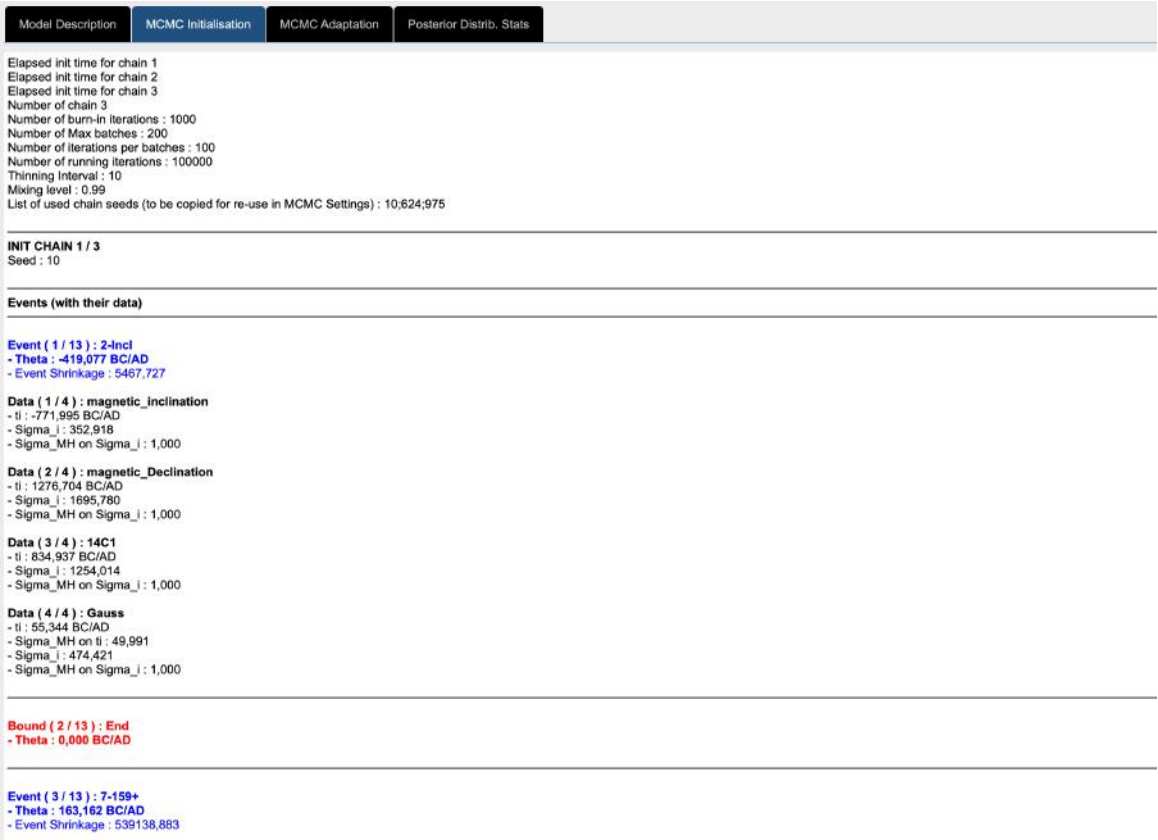 Model Description MCMC Initialisation MCMC Adaptation Posterior Distrib. Stats
Elapsed init time for chain 1
Elapsed init time for chain 2
Elapsed init time for chain 3
Number of chain 3
Number of burn-in iterations : 1000
Number of Max batches : 200
Number of iterations per batches : 100
Number of running iterations : 100000
Thinning Interval : 10
Mixing level : 0.99
List of used chain seeds (to be copied for re-use in MCMC Settings) : 10;624;975
INIT CHAIN 1 / 3
Seed : 10
Events (with their data)
Event ( 1 / 13 ) : 2-Incl
- Theta : -419,077 BC/AD
- Event Shrinkage : 5467,727
Data ( 1 / 4 ) : magnetic_inclination
- ti : -771,995 BC/AD
- Sigma_i : 352,918
- Sigma_MH on Sigma_i : 1,000
Data ( 2 / 4 ) : magnetic_Declination
- ti : 1276,704 BC/AD
- Sigma_i : 1695,780
- Sigma_MH on Sigma_i : 1,000
Data ( 3 / 4 ) : 14C1
- ti : 834,937 BC/AD
- Sigma_i : 1254,014
- Sigma_MH on Sigma_i : 1,000
Data ( 4 / 4 ) : Gauss
- ti : 55,344 BC/AD
- Sigma_MH on ti : 49,991
- Sigma_i : 474,421
- Sigma_MH on Sigma_i : 1,000
Bound ( 2 / 13 ) : End
- Theta : 0,000 BC/AD
Event ( 3 / 13 ) : 7-159+
- Theta : 163,162 BC/AD
- Event Shrinkage : 539138,883